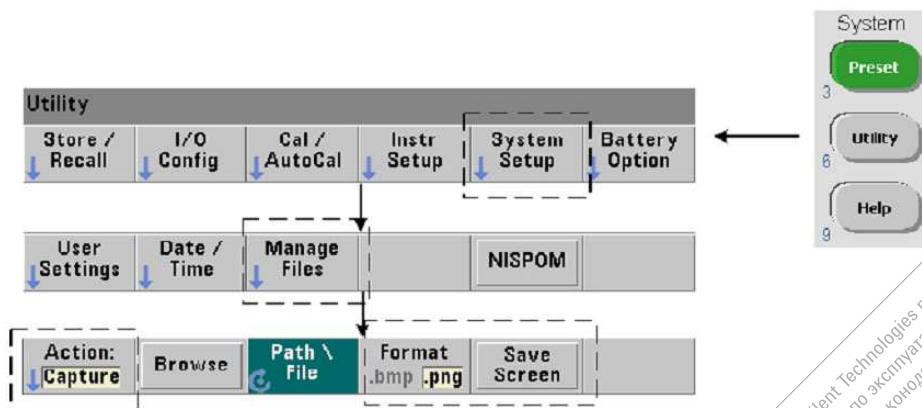 System
Preset
3
Utility
6
Help
9
Utility
Store / Recall
I/O Config
Cal / AutoCal
Instr Setup
System Setup
Battery Option
User Settings
Date / Time
Manage Files
NISPOM
Action: Capture
Browse
Path \ File
Format .bmp .png
Save Screen
Technologies